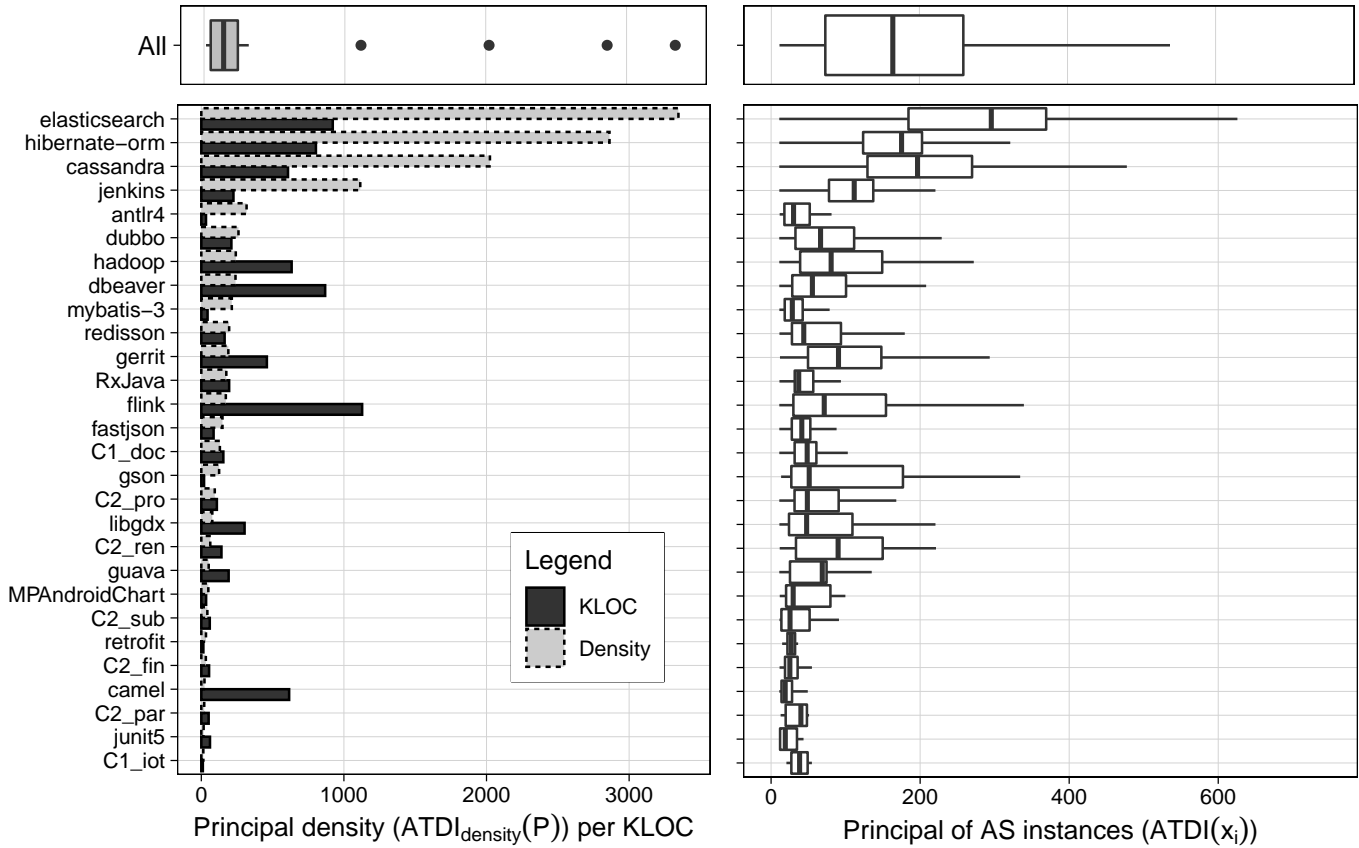 All
elasticsearch
hibernate−orm
cassandra
jenkins
antlr4
dubbo
hadoop
dbeaver
mybatis−3
redisson
gerrit
RxJava
flink
fastjson
C1_doc
gson
C2_pro
libgdx
C2_ren
guava
MPAndroidChart
C2_sub
retrofit
C2_fin
camel
C2_par
junit5
C1_iot
Legend
KLOC
Density
0 1000 2000 3000
Principal density (ATDI_density(P)) per KLOC
0 200 400 600
Principal of AS instances (ATDI(x_i))